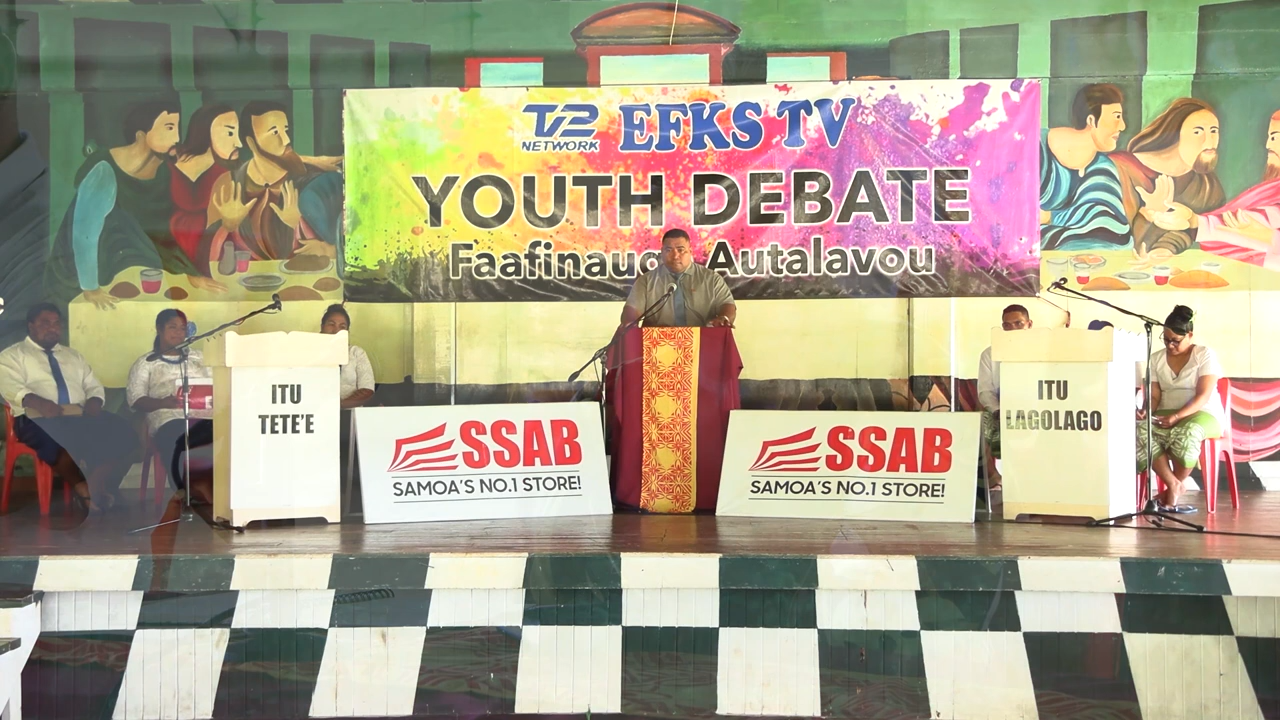 TV2 NETWORK EFKS TV
YOUTH DEBATE
Autalavou
ITU
TETE'E
SSAB
SAMOA'S NO.1 STORE!
SSAB
SAMOA'S NO.1 STORE!
ITU
LAGOLAGO